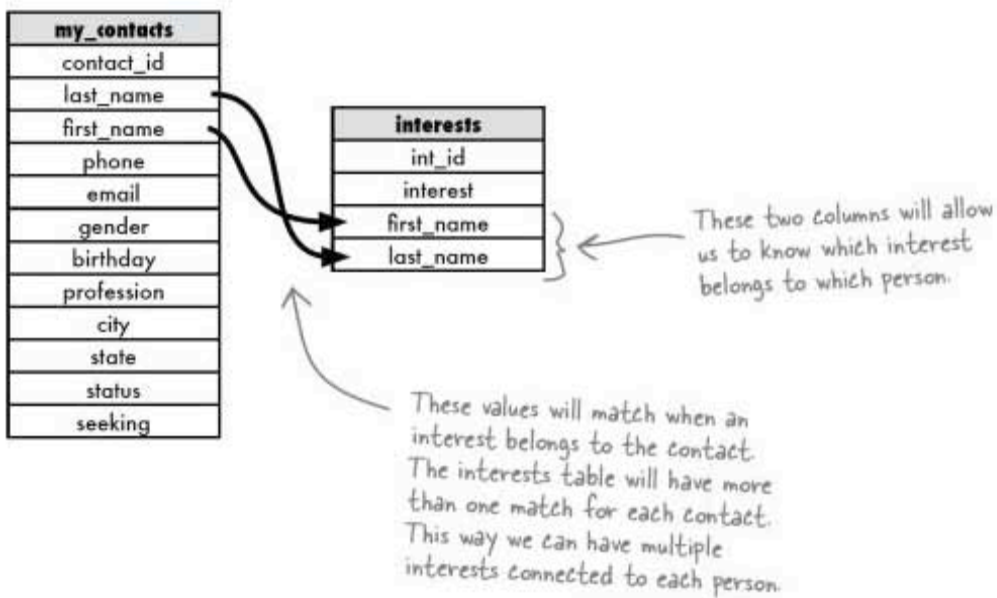 my_contacts
contact_id
last_name
first_name
phone
email
gender
birthday
profession
city
state
status
seeking
interests
int_id
interest
first_name
last_name
These two columns will allow
us to know which interest
belongs to which person.
These values will match when an
interest belongs to the contact.
The interests table will have more
than one match for each contact.
This way we can have multiple
interests connected to each person.